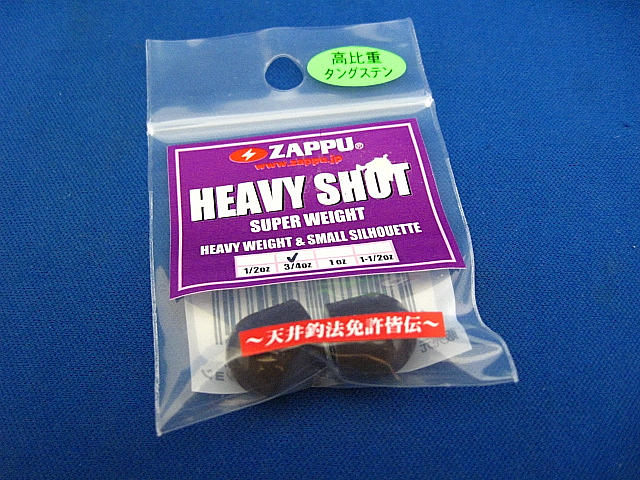 高比重
タングステン
ZAPPU®
www.zappu.jp
HEAVY SHOT
SUPER WEIGHT
HEAVY WEIGHT & SMALL SILHOUETTE
✓
1/2oz 3/4oz 1oz 1-1/2oz
～天井釣法免許皆伝～